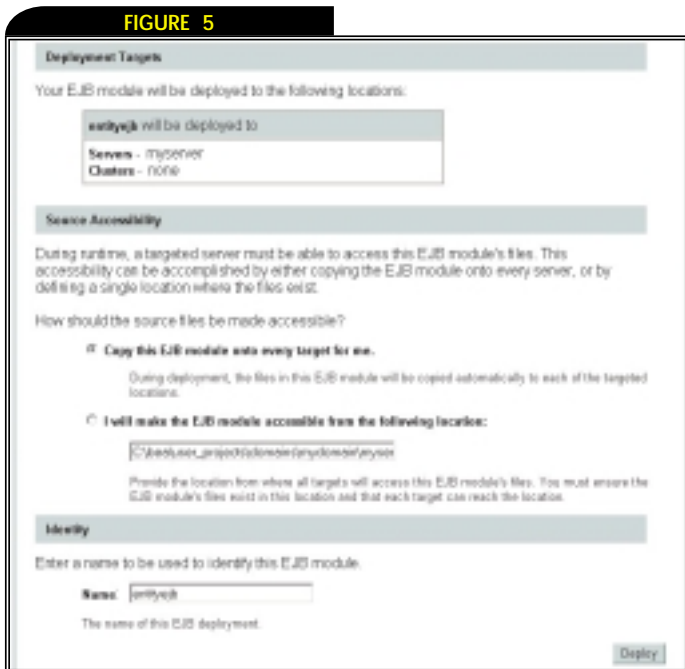 FIGURE 5
Deployment Targets
Your EJB module will be deployed to the following locations:
entityejb will be deployed to
Servers - myserver
Clusters - none
Source Accessibility
During runtime, a targeted server must be able to access this EJB module's files. This
accessibility can be accomplished by either copying the EJB module onto every server, or by
defining a single location where the files exist.
How should the source files be made accessible?
Copy this EJB module onto every target for me.
During deployment, the files in this EJB module will be copied automatically to each of the targeted
locations.
I will make the EJB module accessible from the following location:
C:\bea\user_projects\domains\mydomain\myser
Provide the location from where all targets will access this EJB module's files. You must ensure the
EJB module's files exist in this location and that each target can reach the location.
Identity
Enter a name to be used to identify this EJB module.
Name: entityejb
The name of this EJB deployment.
Deploy